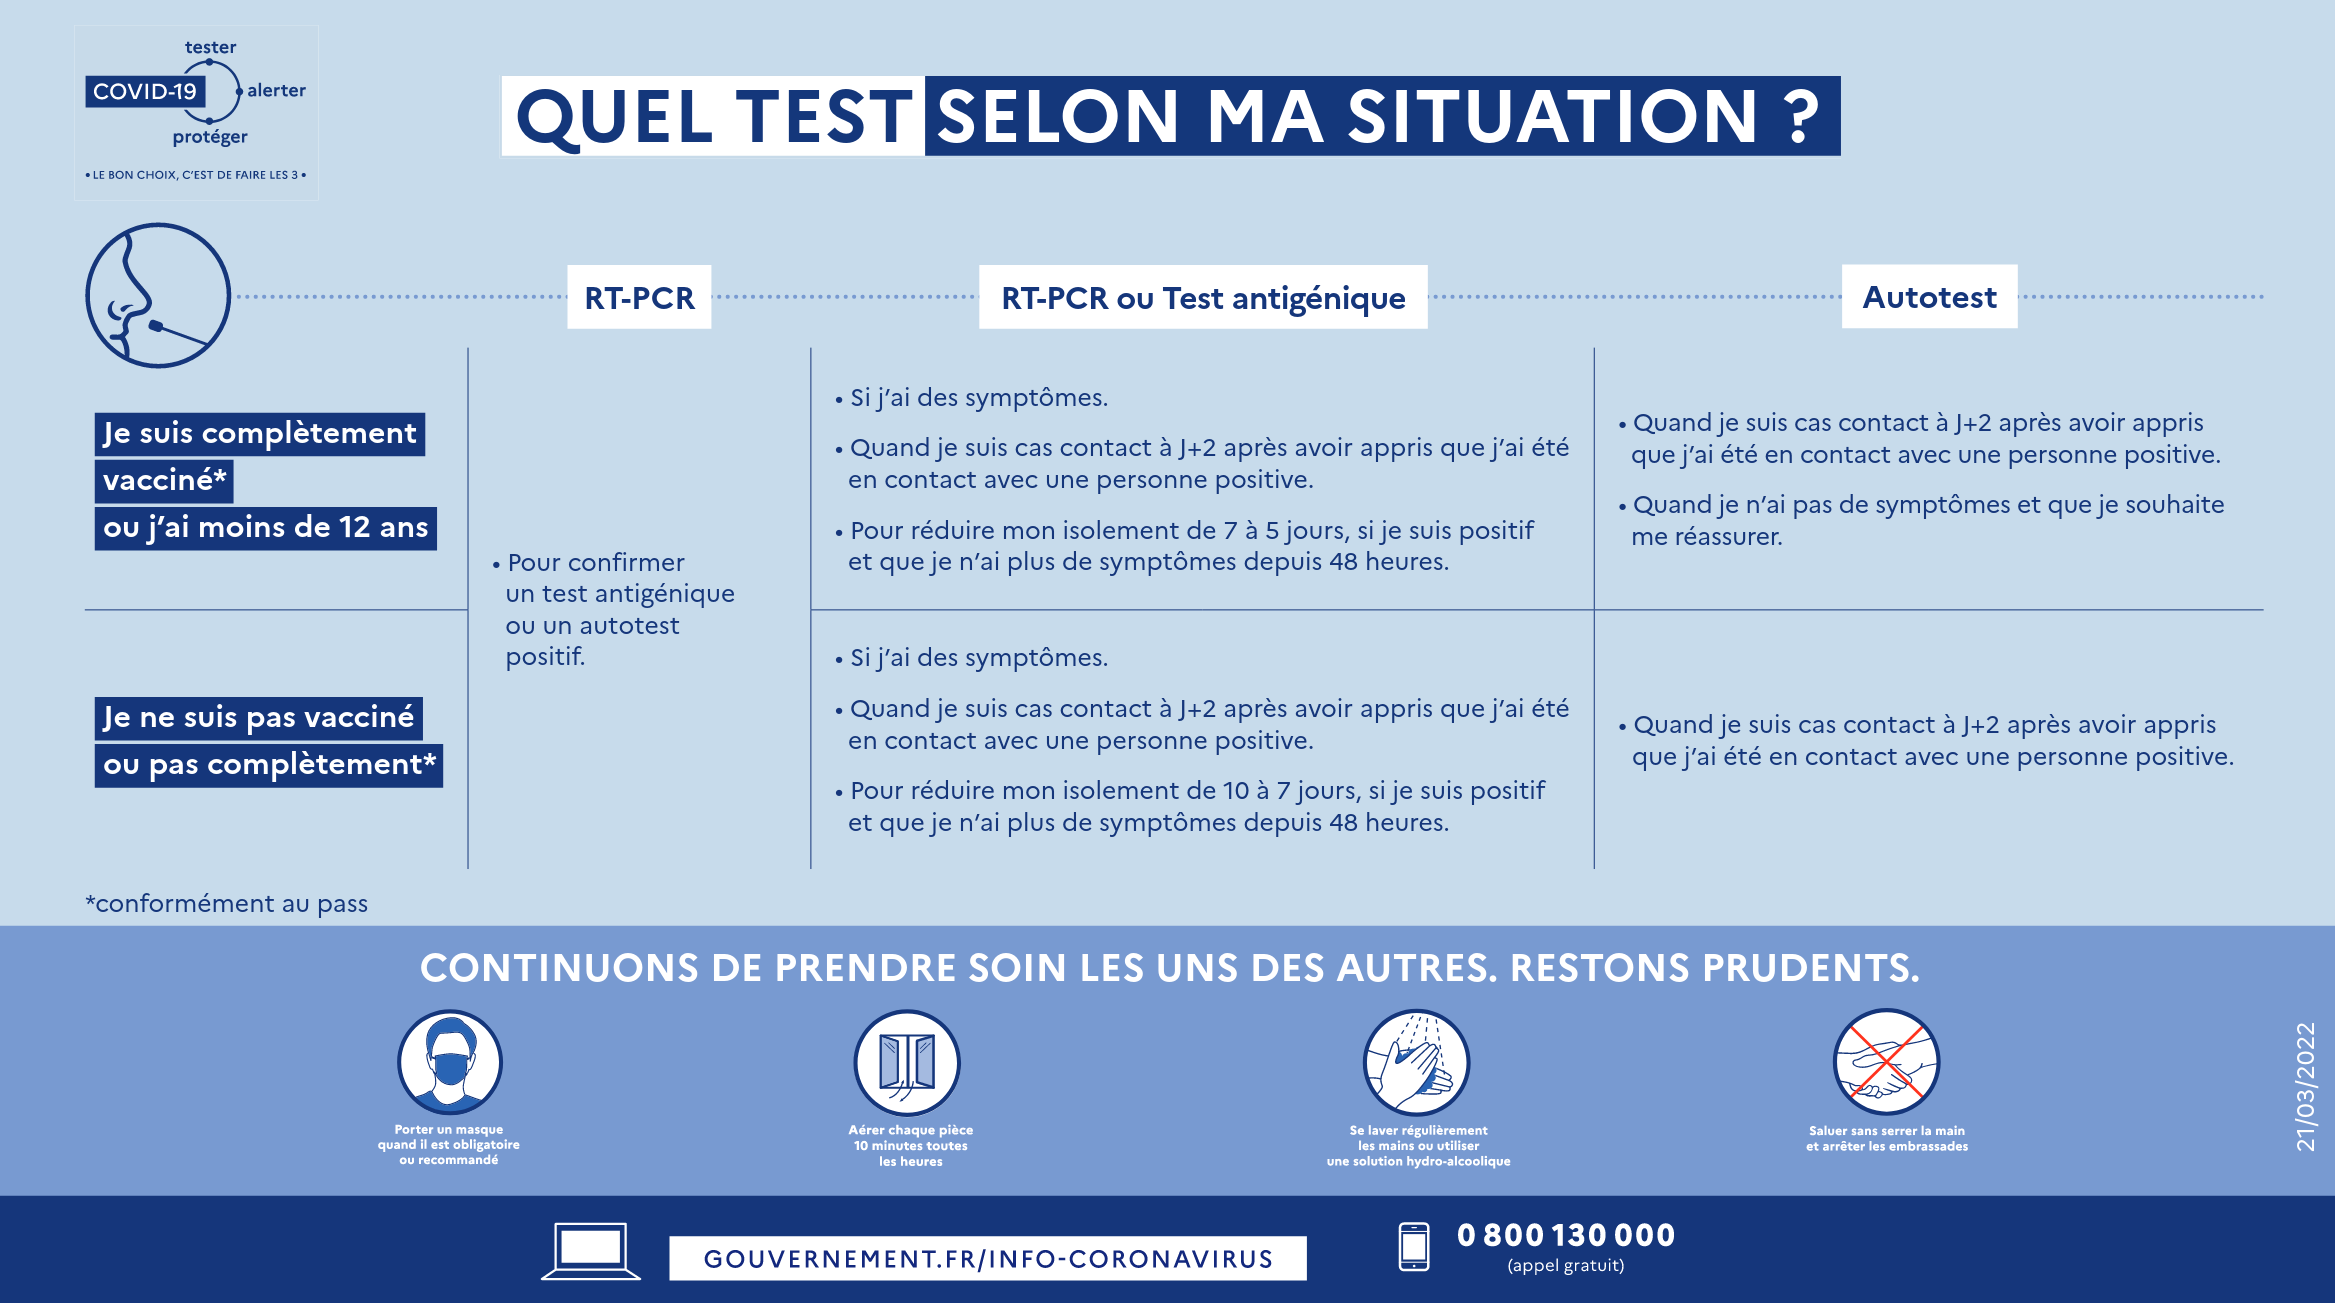 tester
COVID-19
alerter
protéger
• LE BON CHOIX, C'EST DE FAIRE LES 3 •
QUEL TEST SELON MA SITUATION ?
RT-PCR
RT-PCR ou Test antigénique
Autotest
Je suis complètement
vacciné*
ou j'ai moins de 12 ans
• Pour confirmer
un test antigénique
ou un autotest
positif.
• Si j'ai des symptômes.
• Quand je suis cas contact à J+2 après avoir appris que j'ai été
en contact avec une personne positive.
• Pour réduire mon isolement de 7 à 5 jours, si je suis positif
et que je n'ai plus de symptômes depuis 48 heures.
• Quand je suis cas contact à J+2 après avoir appris
que j'ai été en contact avec une personne positive.
• Quand je n'ai pas de symptômes et que je souhaite
me réassurer.
Je ne suis pas vacciné
ou pas complètement*
• Si j'ai des symptômes.
• Quand je suis cas contact à J+2 après avoir appris que j'ai été
en contact avec une personne positive.
• Pour réduire mon isolement de 10 à 7 jours, si je suis positif
et que je n'ai plus de symptômes depuis 48 heures.
• Quand je suis cas contact à J+2 après avoir appris
que j'ai été en contact avec une personne positive.
*conformément au pass
CONTINUONS DE PRENDRE SOIN LES UNS DES AUTRES. RESTONS PRUDENTS.
Porter un masque
quand il est obligatoire
ou recommandé
Aérer chaque pièce
10 minutes toutes
les heures
Se laver régulièrement
les mains ou utiliser
une solution hydro-alcoolique
Saluer sans serrer la main
et arrêter les embrassades
21/03/2022
GOUVERNEMENT.FR/INFO-CORONAVIRUS
0 800 130 000
(appel gratuit)